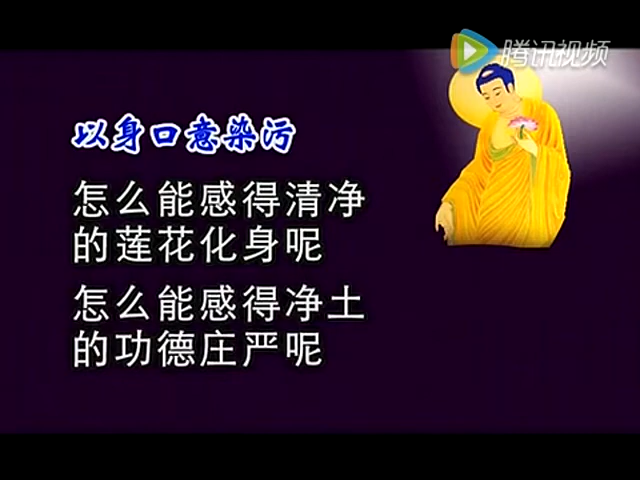 腾讯视频
以身口意染污
怎么能感得清净
的莲花化身呢
怎么能感得净土
的功德庄严呢